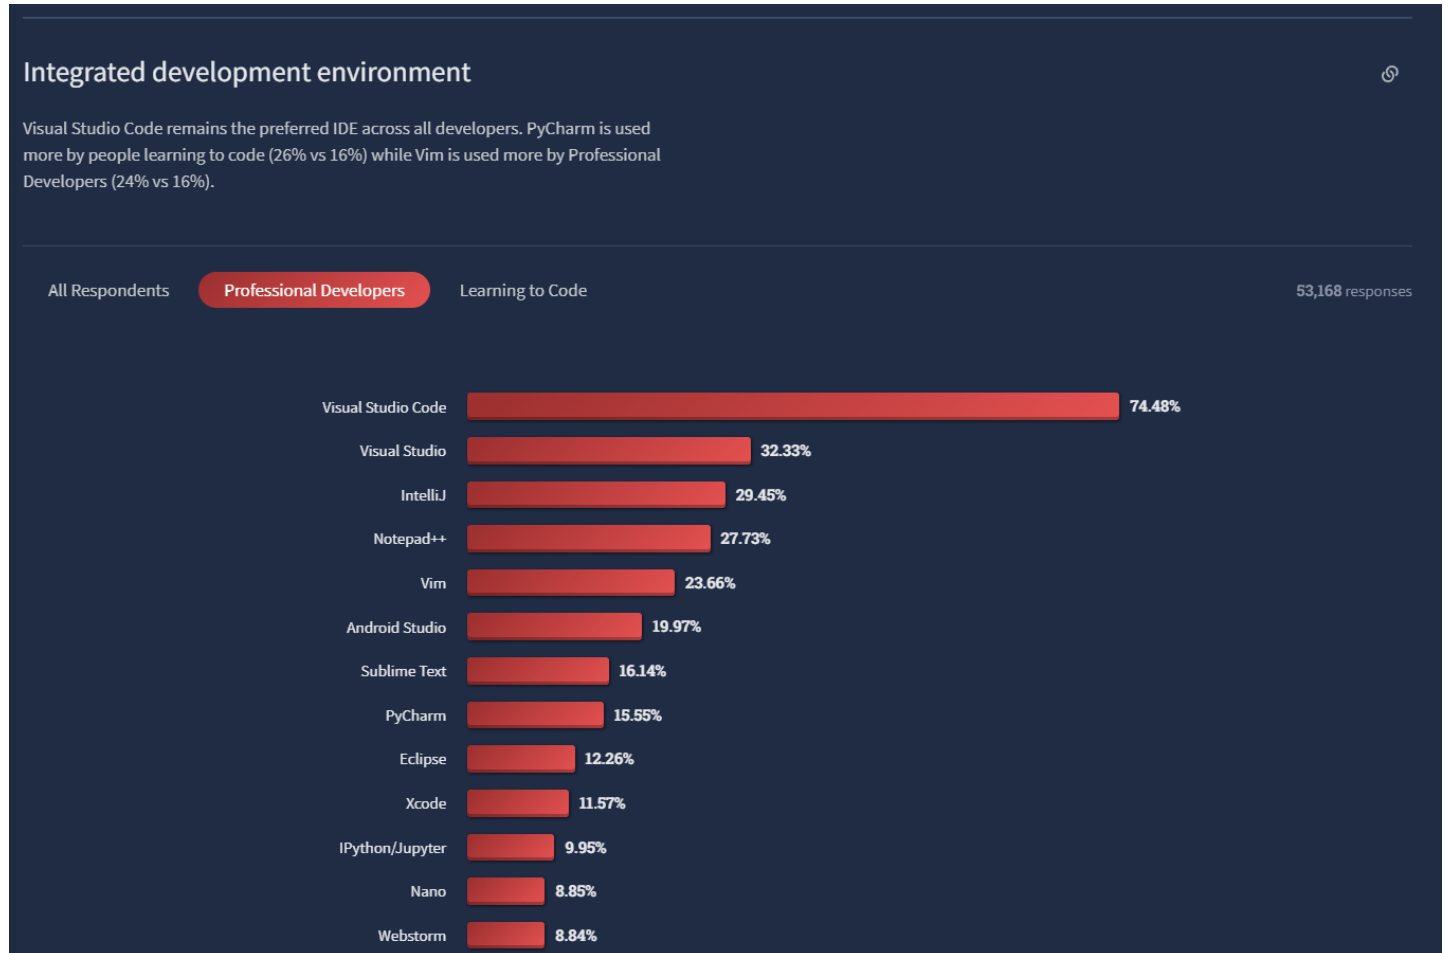 Integrated development environment
Visual Studio Code remains the preferred IDE across all developers. PyCharm is used
more by people learning to code (26% vs 16%) while Vim is used more by Professional
Developers (24% vs 16%).
All Respondents Professional Developers Learning to Code 53,168 responses
Visual Studio Code 74.48%
Visual Studio 32.33%
IntelliJ 29.45%
Notepad++ 27.73%
Vim 23.66%
Android Studio 19.97%
Sublime Text 16.14%
PyCharm 15.55%
Eclipse 12.26%
Xcode 11.57%
IPython/Jupyter 9.95%
Nano 8.85%
Webstorm 8.84%